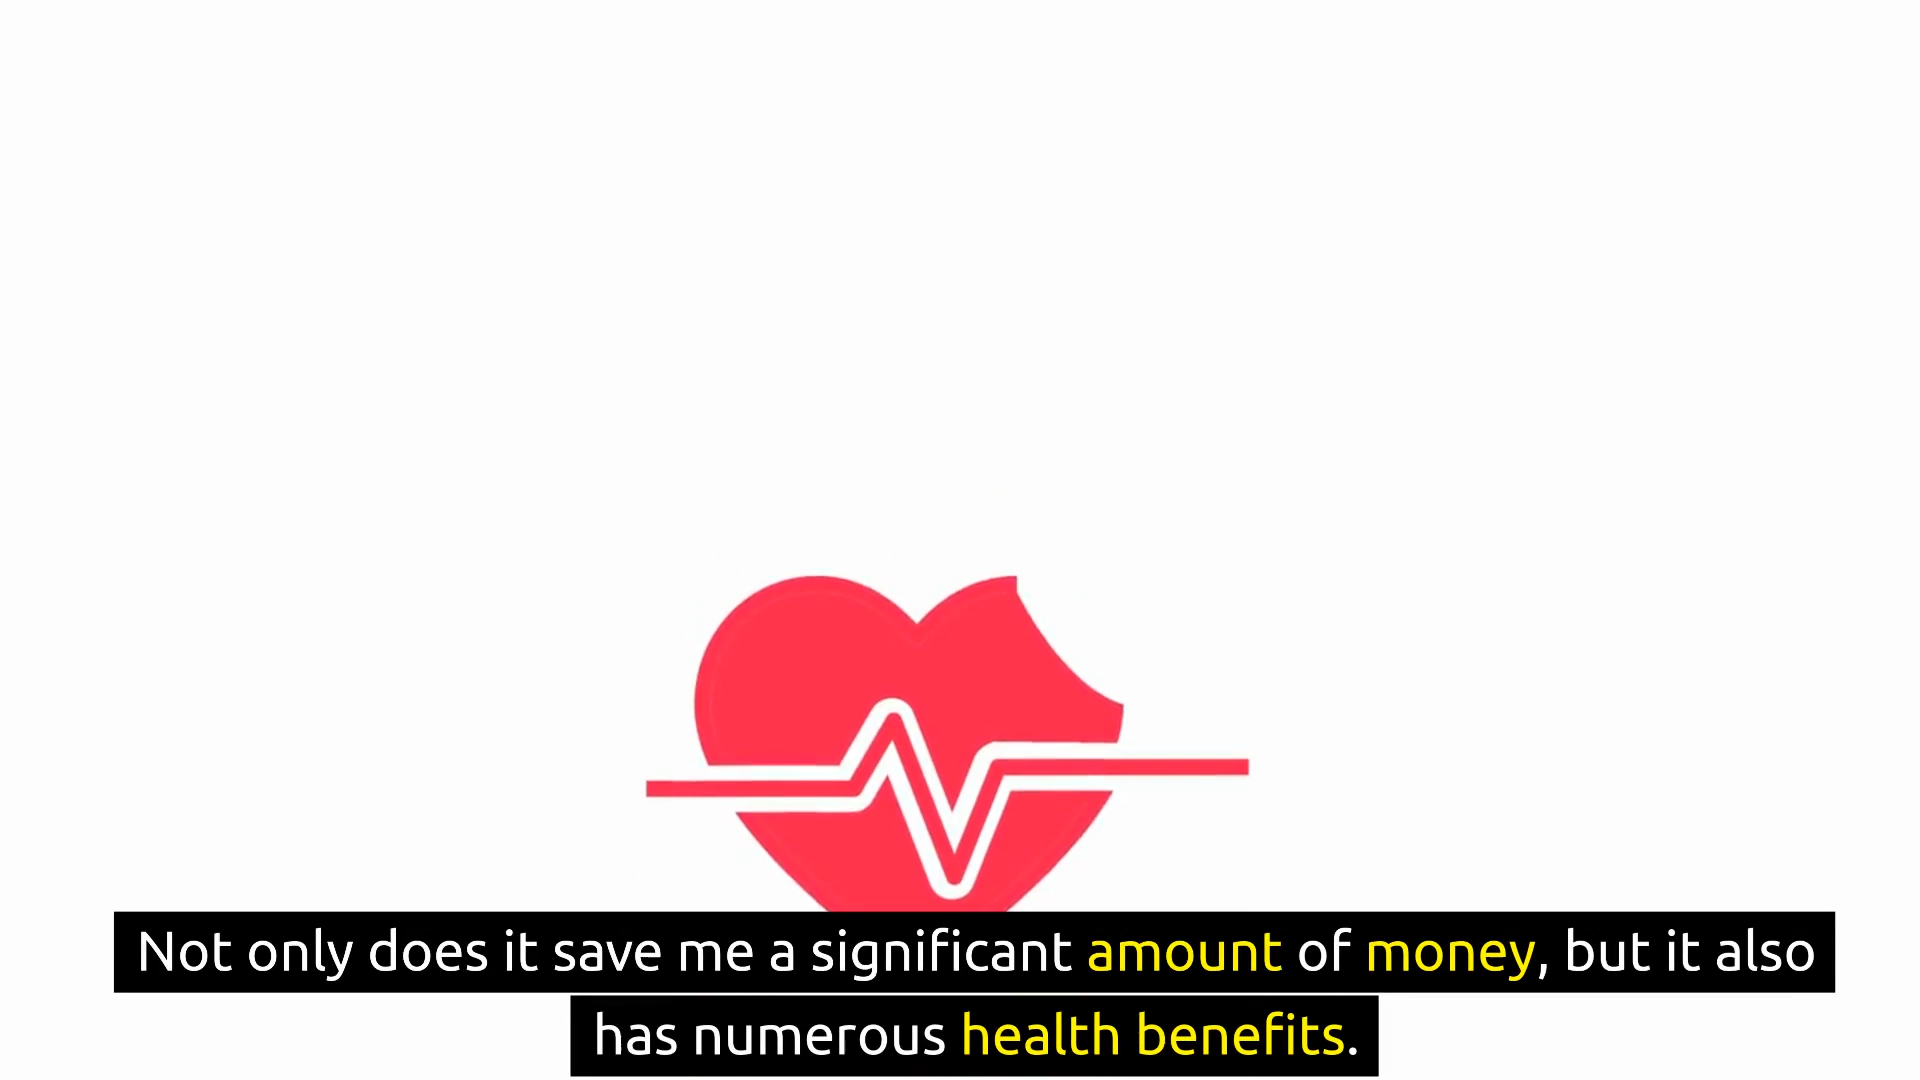 Not only does it save me a significant amount of money, but it also
has numerous health benefits.